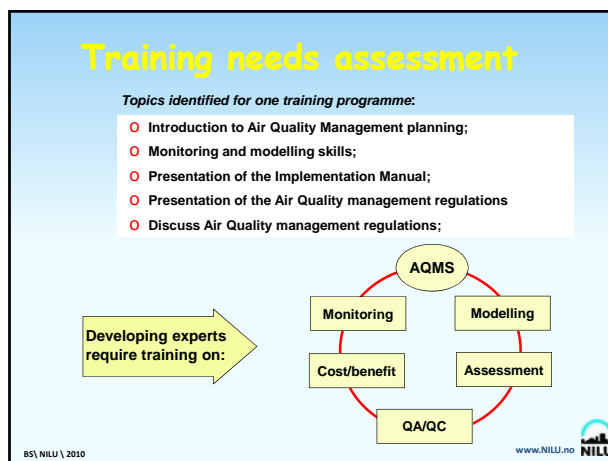 Training needs assessment
Topics identified for one training programme:
o Introduction to Air Quality Management planning;
o Monitoring and modelling skills;
o Presentation of the Implementation Manual;
o Presentation of the Air Quality management regulations
o Discuss Air Quality management regulations;
AQMS
Monitoring
Modelling
Developing experts
require training on:
Cost/benefit
Assessment
QA/QC
BS\ NILU \ 2010
www.NILU.no
NILU